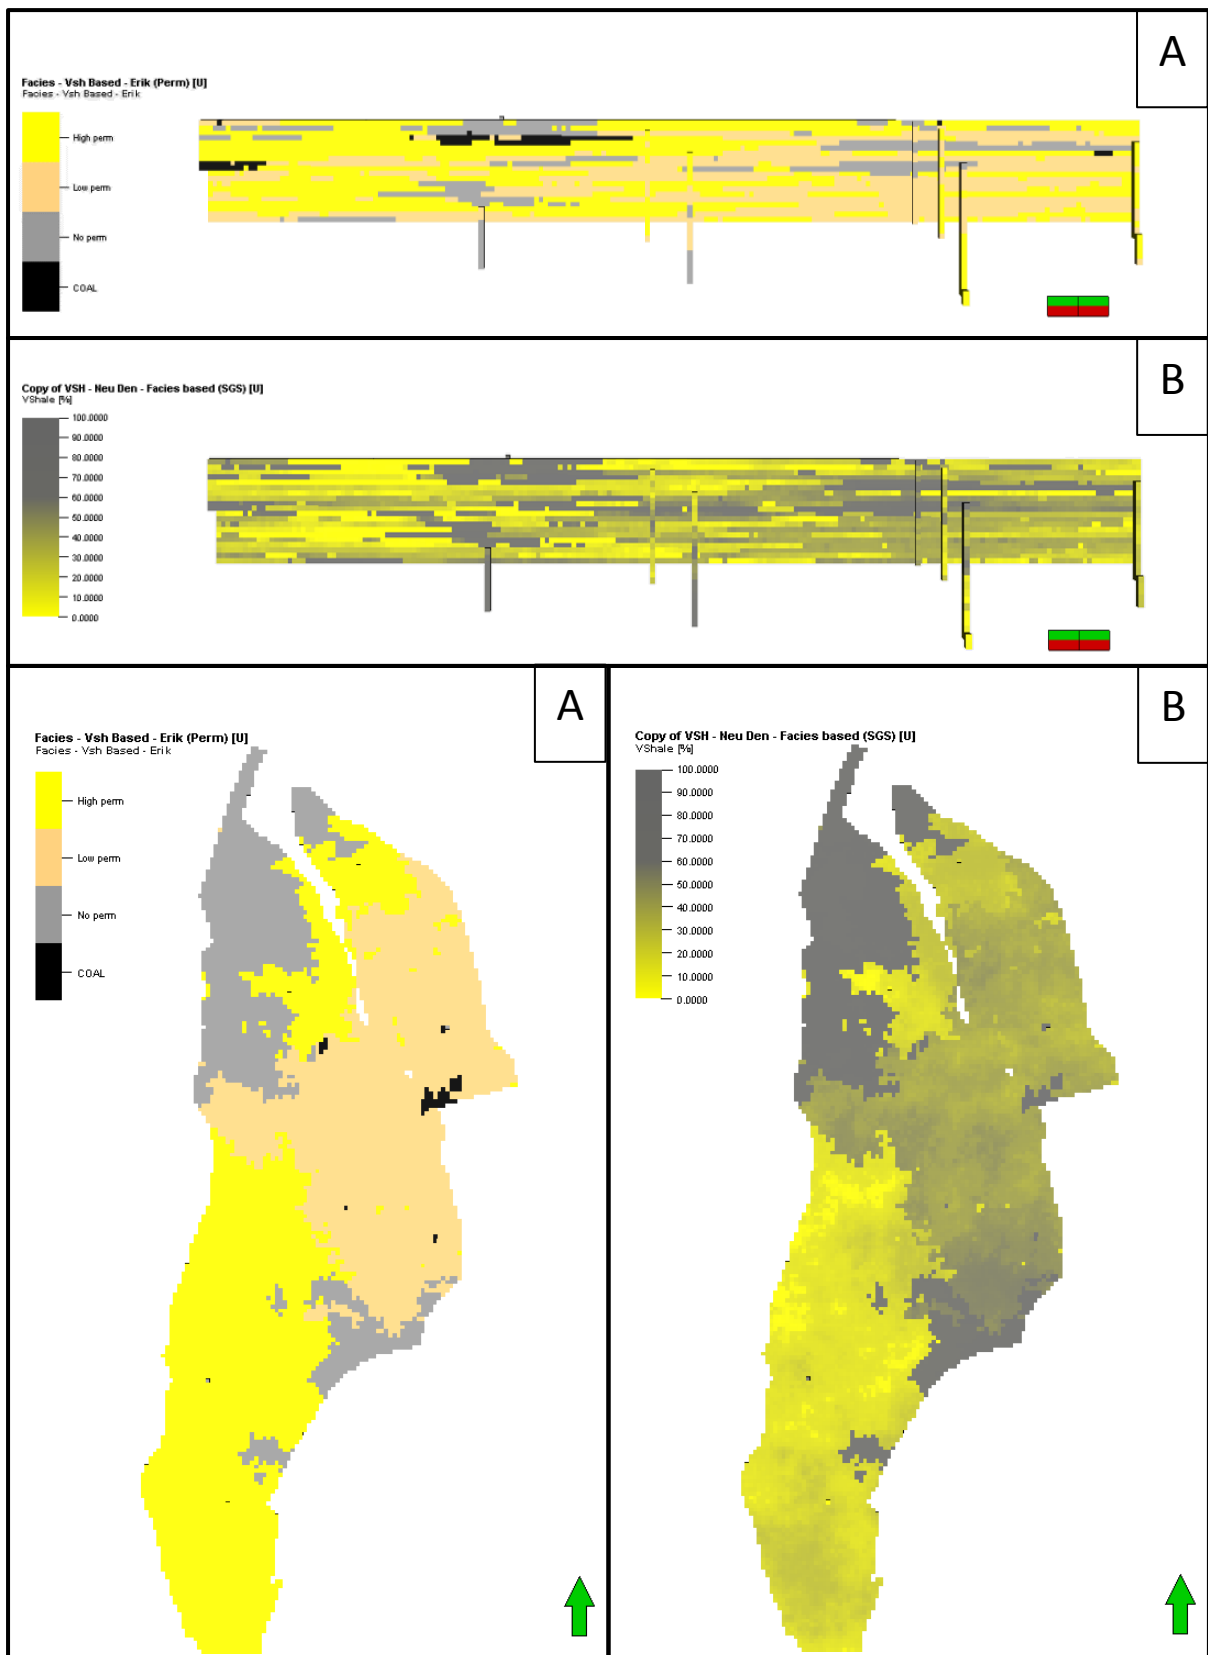 A
Facies - Vsh Based - Erik (Perm) [U]
Facies - Vsh Based - Erik
High perm
Low perm
No perm
COAL
B
Copy of VSH - Neu Den - Facies based (SGS) [U]
VShale [%]
100.0000
90.0000
80.0000
70.0000
60.0000
50.0000
40.0000
30.0000
20.0000
10.0000
0.0000
A
Facies - Vsh Based - Erik (Perm) [U]
Facies - Vsh Based - Erik
High perm
Low perm
No perm
COAL
B
Copy of VSH - Neu Den - Facies based (SGS) [U]
VShale [%]
100.0000
90.0000
80.0000
70.0000
60.0000
50.0000
40.0000
30.0000
20.0000
10.0000
0.0000